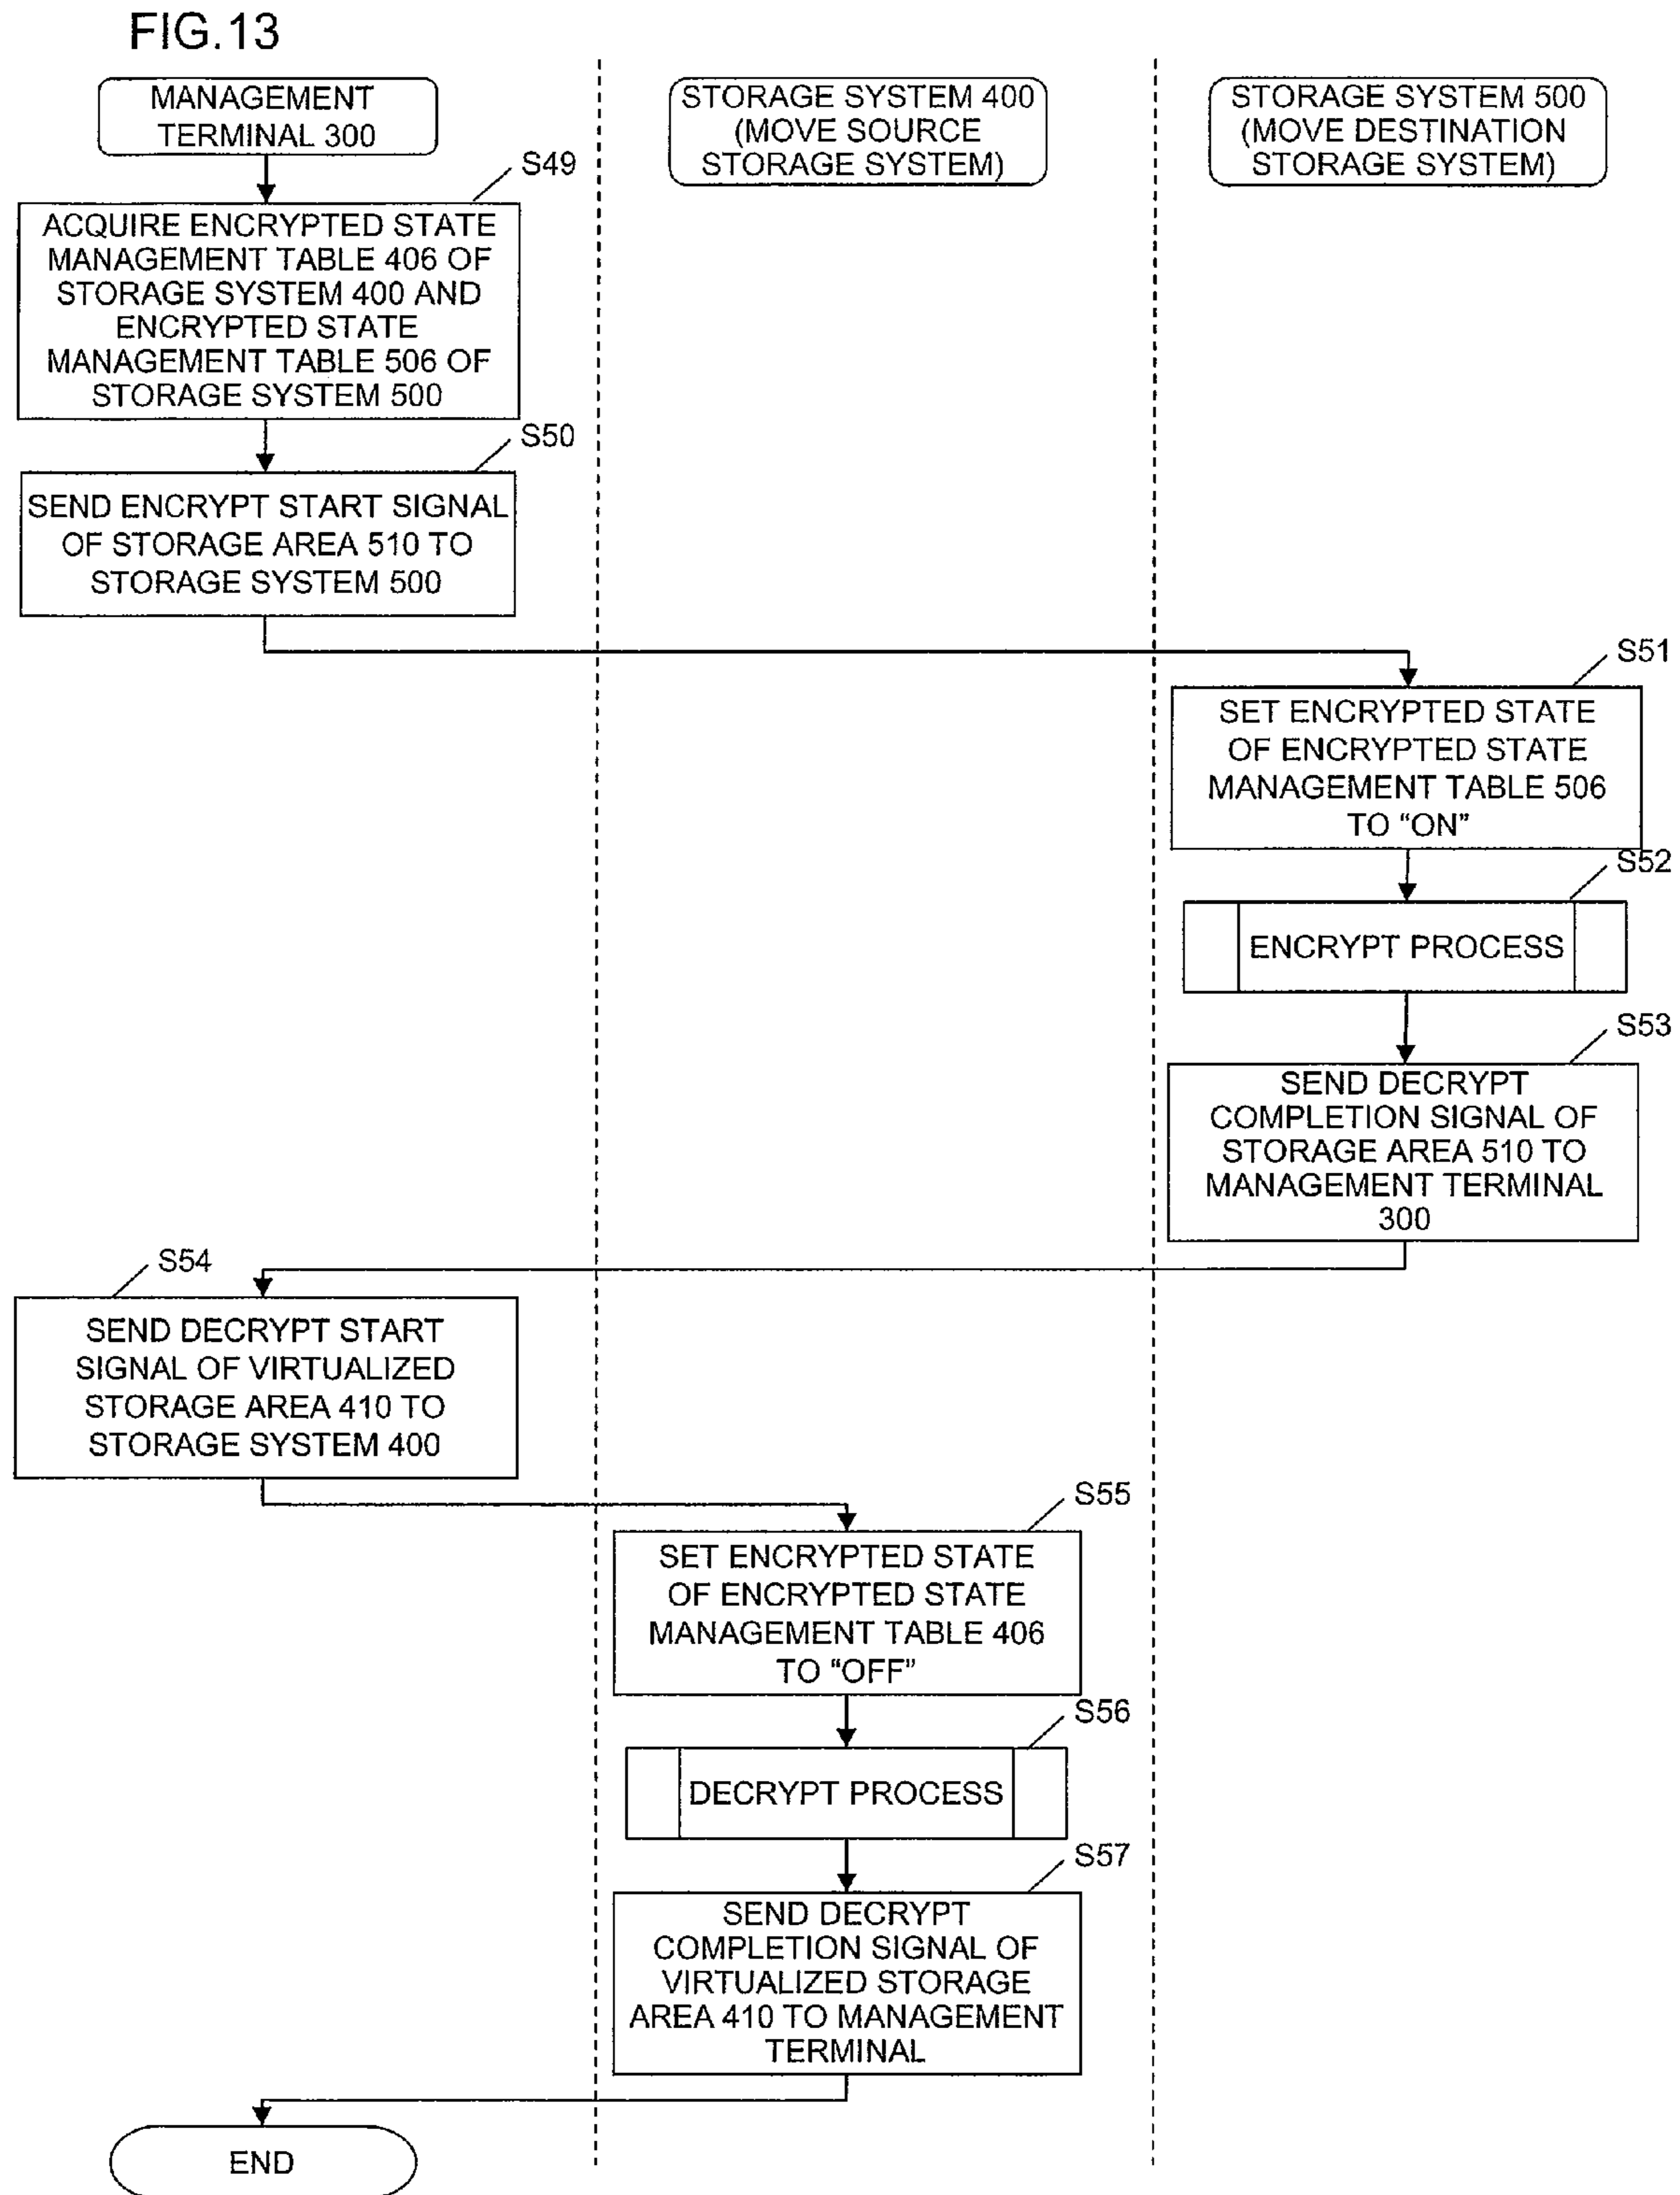 FIG.13
MANAGEMENT
TERMINAL 300
STORAGE SYSTEM 400
(MOVE SOURCE
STORAGE SYSTEM)
STORAGE SYSTEM 500
(MOVE DESTINATION
STORAGE SYSTEM)
S49
ACQUIRE ENCRYPTED STATE
MANAGEMENT TABLE 406 OF
STORAGE SYSTEM 400 AND
ENCRYPTED STATE
MANAGEMENT TABLE 506 OF
STORAGE SYSTEM 500
S50
SEND ENCRYPT START SIGNAL
OF STORAGE AREA 510 TO
STORAGE SYSTEM 500
S51
SET ENCRYPTED STATE
OF ENCRYPTED STATE
MANAGEMENT TABLE 506
TO “ON”
S52
ENCRYPT PROCESS
S53
SEND DECRYPT
COMPLETION SIGNAL OF
STORAGE AREA 510 TO
MANAGEMENT TERMINAL
300
S54
SEND DECRYPT START
SIGNAL OF VIRTUALIZED
STORAGE AREA 410 TO
STORAGE SYSTEM 400
S55
SET ENCRYPTED STATE
OF ENCRYPTED STATE
MANAGEMENT TABLE 406
TO “OFF”
S56
DECRYPT PROCESS
S57
SEND DECRYPT
COMPLETION SIGNAL OF
VIRTUALIZED STORAGE
AREA 410 TO MANAGEMENT
TERMINAL
END